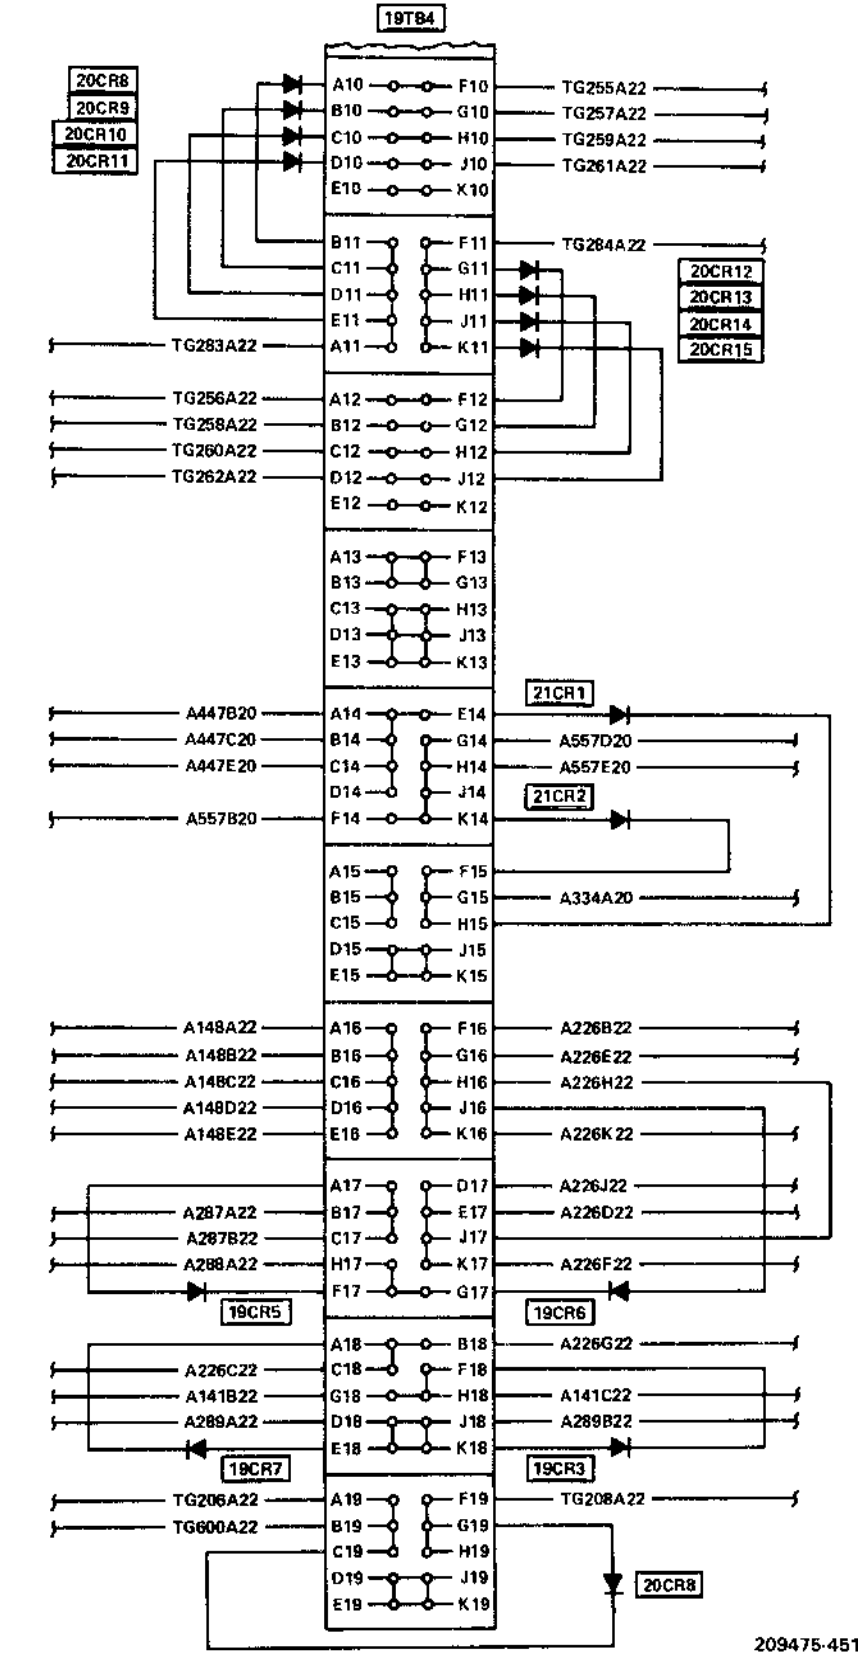 19TB4
20CR8 A10 F10 TG255A22
20CR9 B10 G10 TG257A22
20CR10 C10 H10 TG259A22
20CR11 D10 J10 TG261A22
E10 K10
B11 F11 TG284A22
C11 G11 20CR12
D11 H11 20CR13
E11 J11 20CR14
TG283A22 A11 K11 20CR15
TG256A22 A12 F12
TG258A22 B12 G12
TG260A22 C12 H12
TG262A22 D12 J12
E12 K12
A13 F13
B13 G13
C13 H13
D13 J13
E13 K13
21CR1
A447B20 A14 E14
A447C20 B14 G14 A557D20
A447E20 C14 H14 A557E20
D14 J14 21CR2
A557B20 F14 K14
A15 F15
B15 G15 A334A20
C15 H15
D15 J15
E15 K15
A148A22 A16 F16 A226B22
A148B22 B16 G16 A226E22
A148C22 C16 H16 A226H22
A148D22 D16 J16
A148E22 E16 K16 A226K22
A17 D17 A226J22
A287A22 B17 E17 A226D22
A287B22 C17 J17
A288A22 H17 K17 A226F22
F17 G17
19CR5 19CR6
A18 B18 A226G22
A226C22 C18 F18
A141B22 G18 H18 A141C22
A289A22 D18 J18 A289B22
E18 K18
19CR7 19CR3
TG206A22 A19 F19 TG208A22
TG600A22 B19 G19
C19 H19
D19 J19 20CR8
E19 K19
209475-451